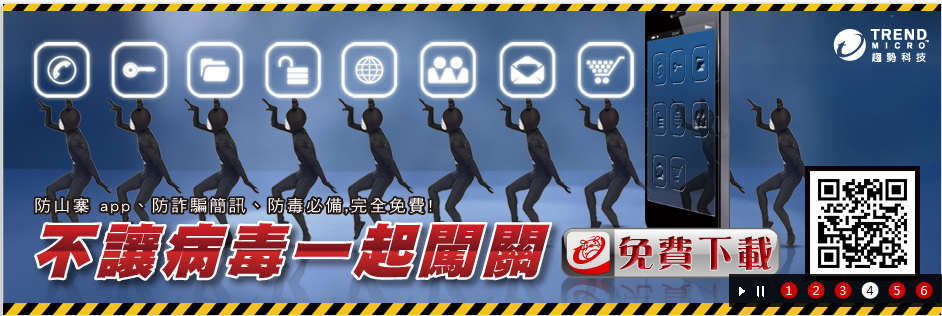 TREND
MICRO™
趨勢科技
防山寨 app、防詐騙簡訊、防毒必備,完全免費!
不讓病毒一起闖關
免費下載
1 2 3 4 5 6